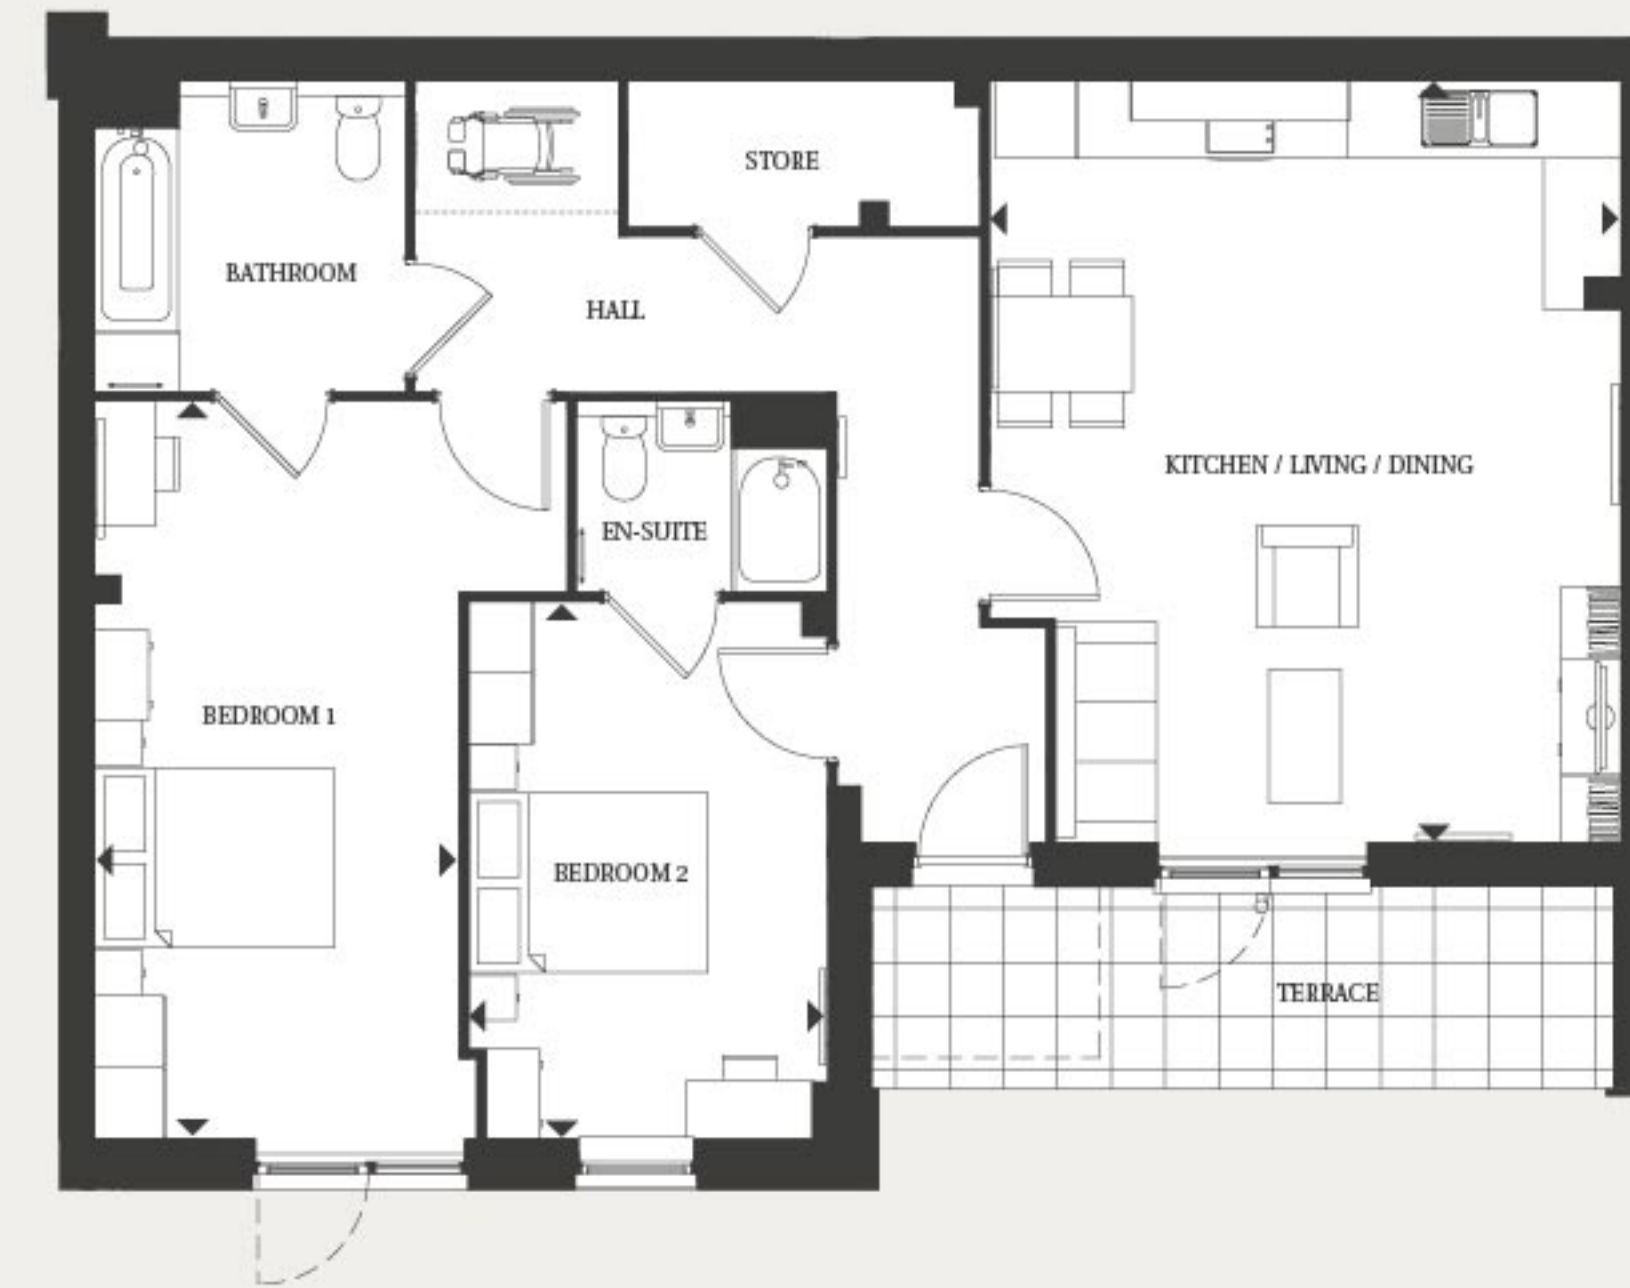 STORE
BATHROOM
HALL
KITCHEN / LIVING / DINING
EN-SUITE
BEDROOM 1
BEDROOM 2
TERRACE